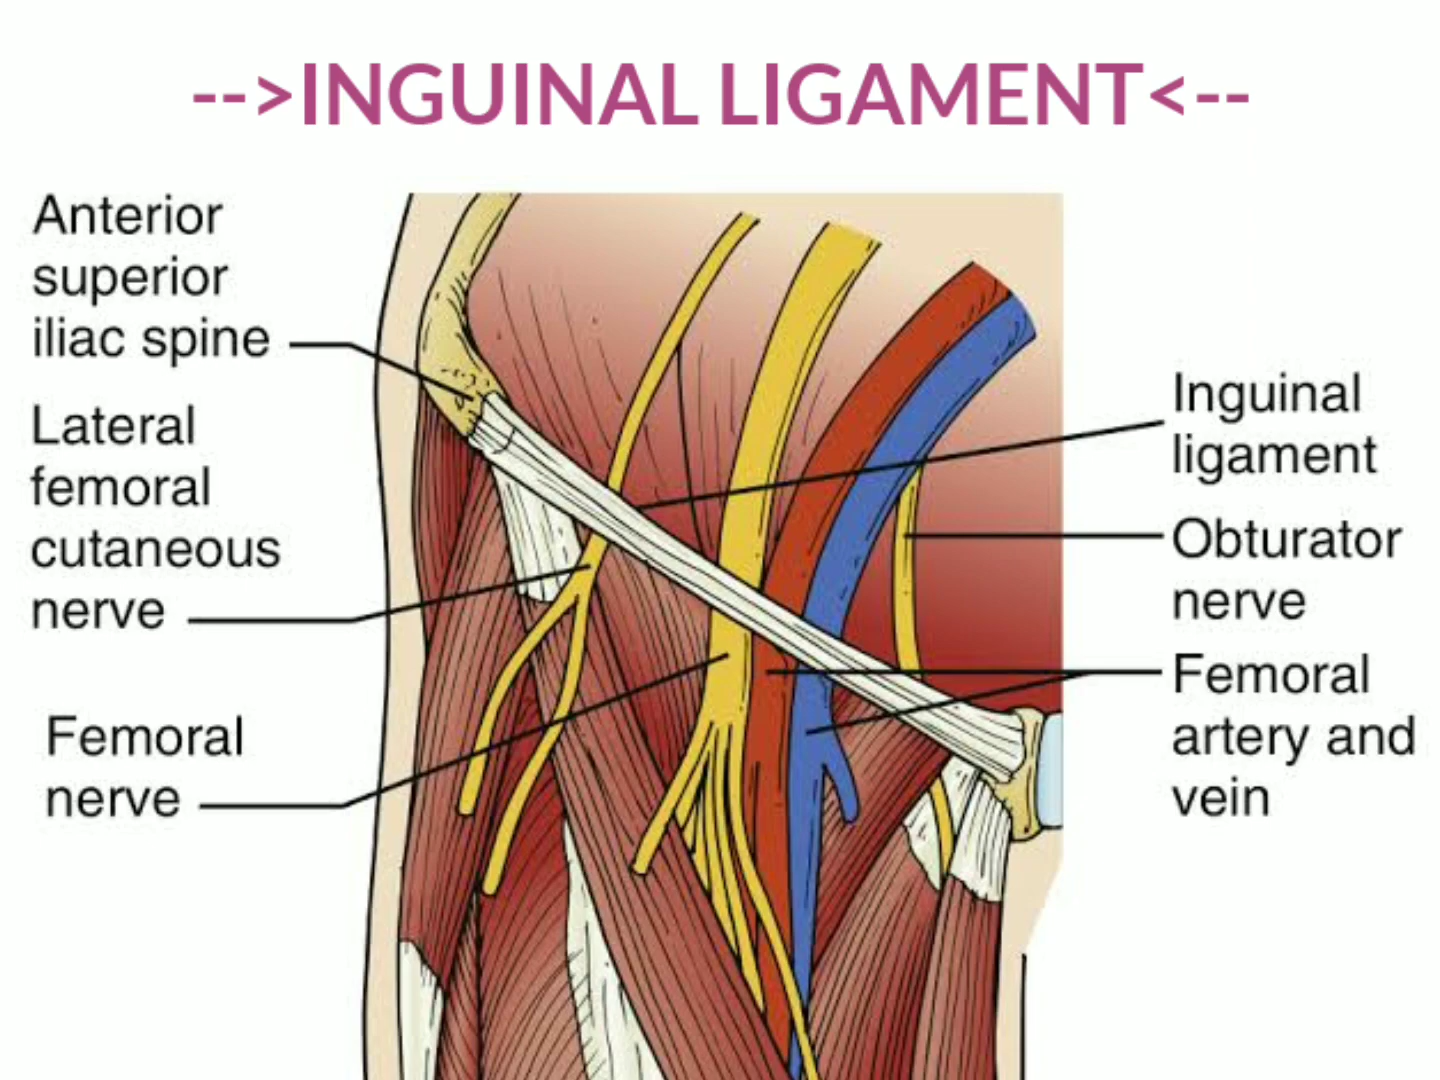 -->INGUINAL LIGAMENT<--
Anterior
superior
iliac spine
Lateral
femoral
cutaneous
nerve
Femoral
nerve
Inguinal
ligament
Obturator
nerve
Femoral
artery and
vein